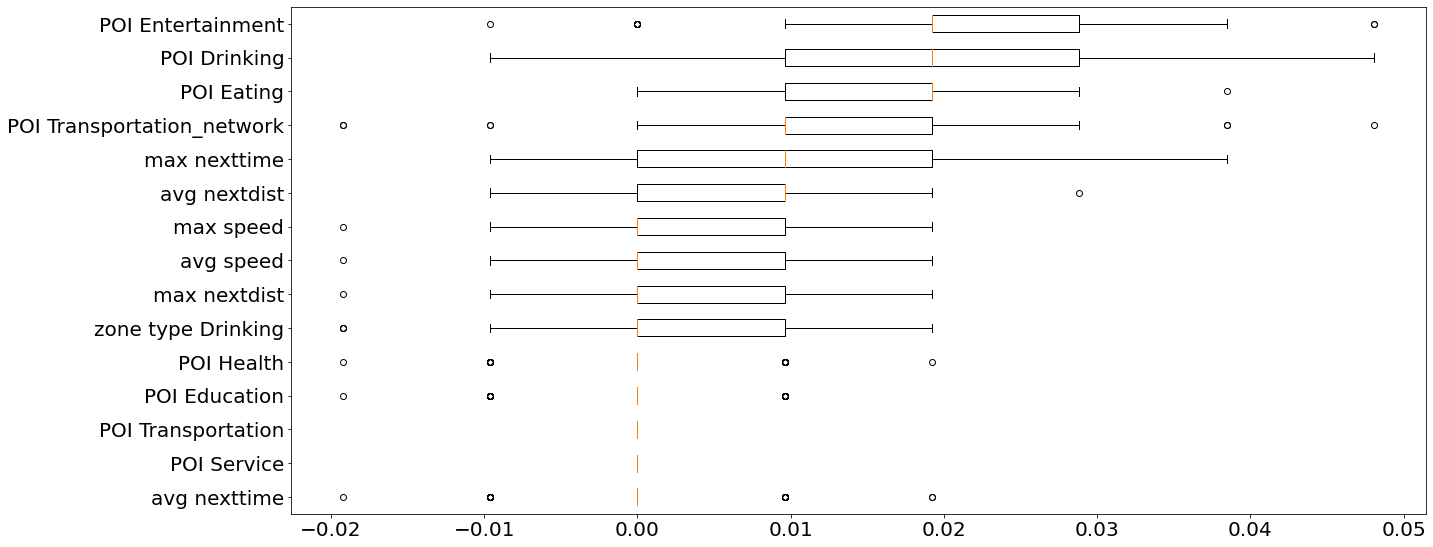 POI Entertainment
POI Drinking
POI Eating
POI Transportation_network
max nexttime
avg nextdist
max speed
avg speed
max nextdist
zone type Drinking
POI Health
POI Education
POI Transportation
POI Service
avg nexttime
−0.02 −0.01 0.00 0.01 0.02 0.03 0.04 0.05